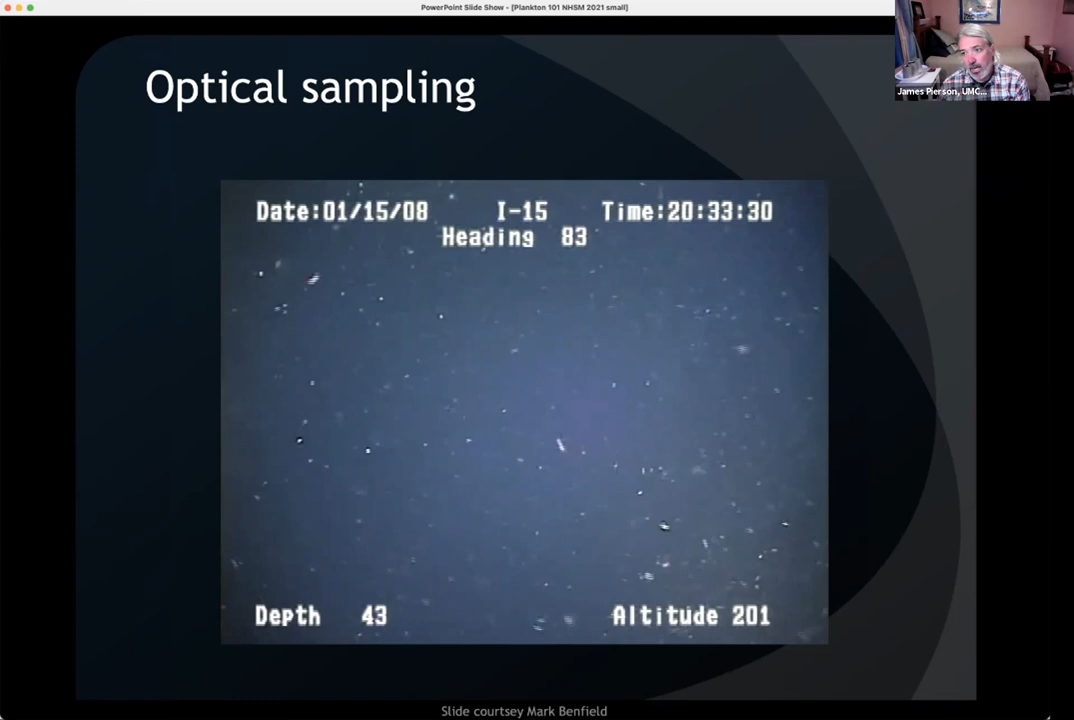 PowerPoint Slide Show - [Plankton 101 NHSM 2021 small]
James Pierson, UMC...
Optical sampling
Date:01/15/08 I-15 Time:20:33:30
Heading 83
Depth 43 Altitude 201
Slide courtsey Mark Benfield